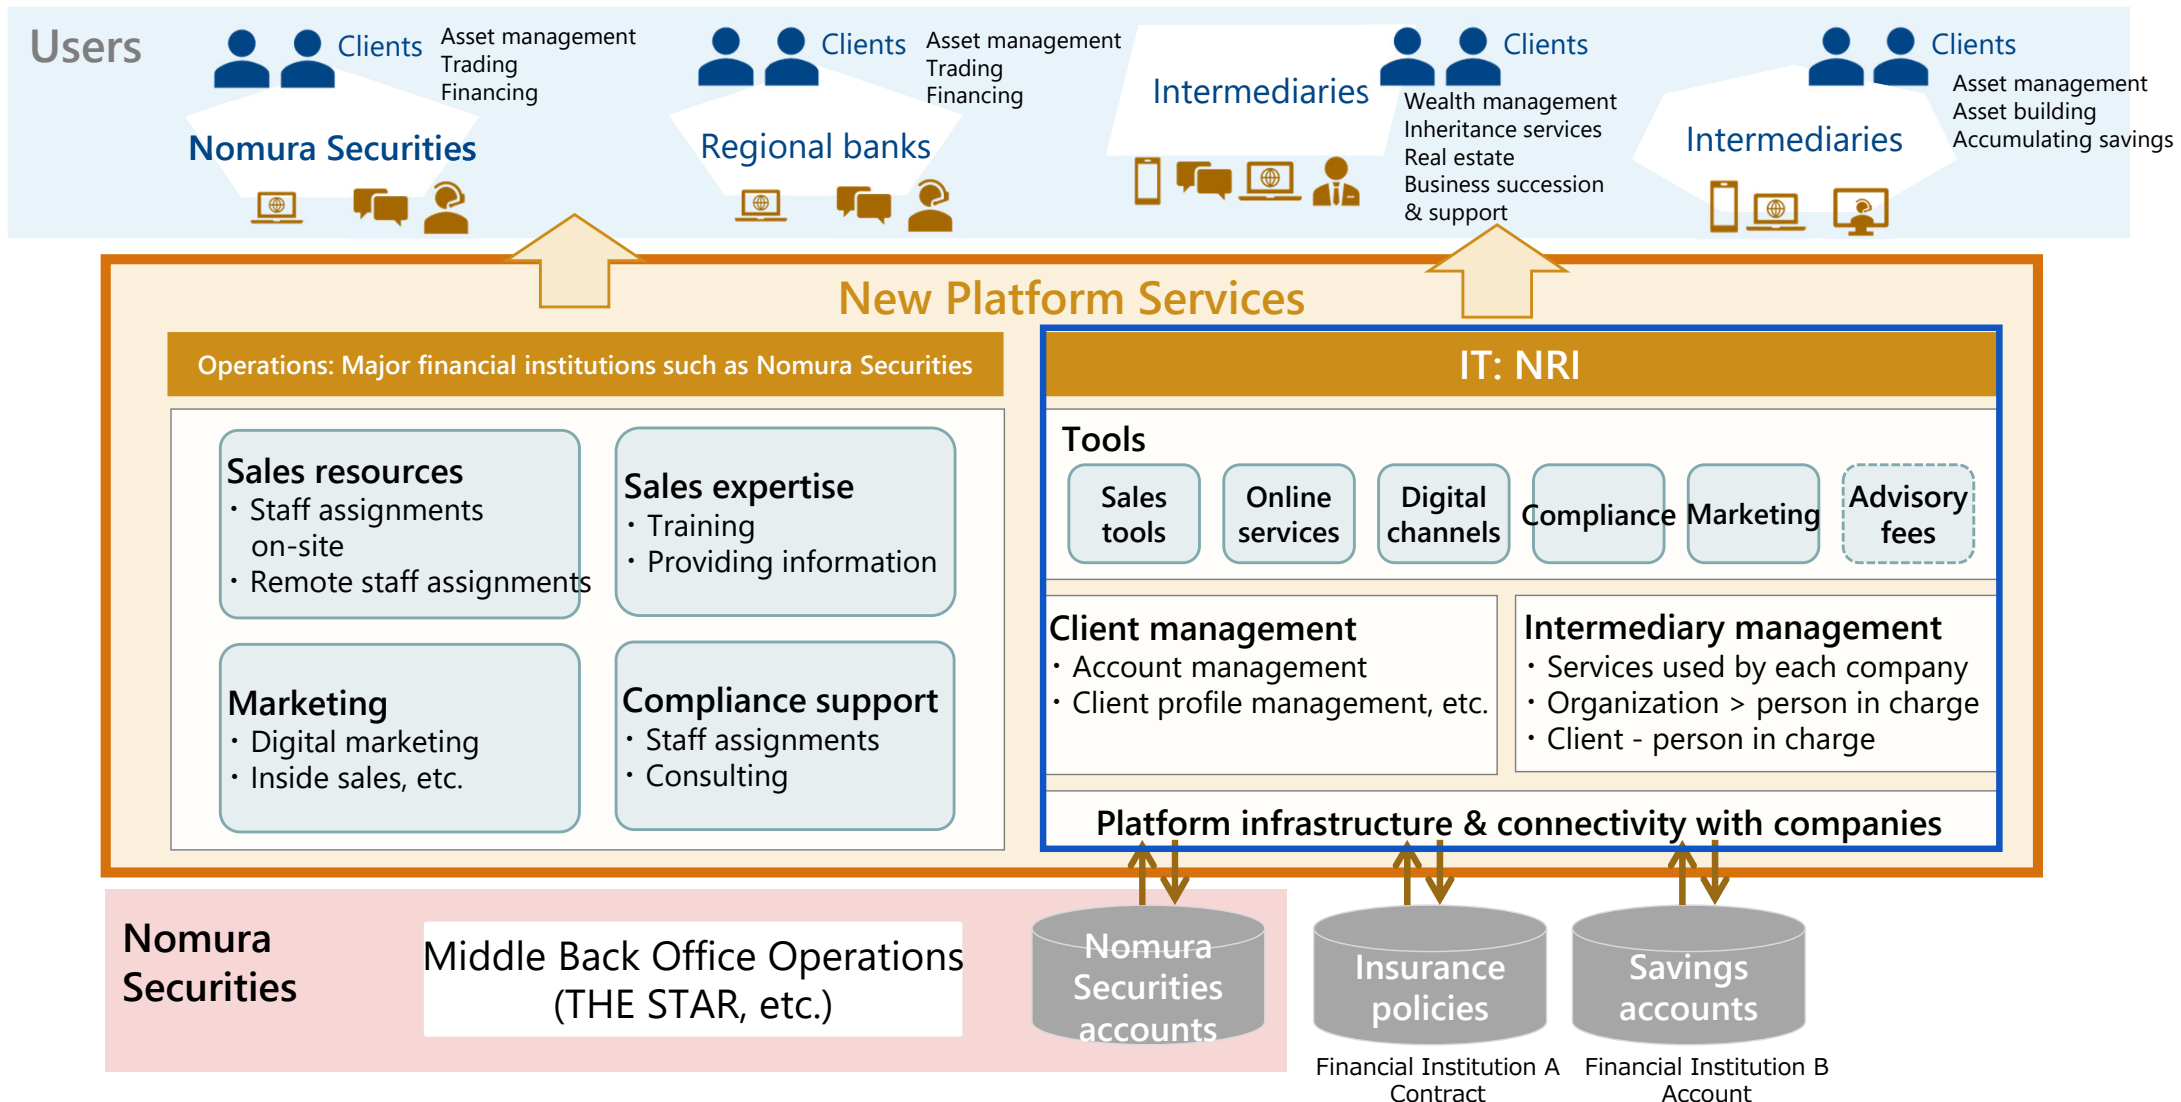 Users
Clients
Asset management
Trading
Financing
Nomura Securities
Clients
Asset management
Trading
Financing
Regional banks
Intermediaries
Clients
Wealth management
Inheritance services
Real estate
Business succession
& support
Clients
Asset management
Asset building
Accumulating savings
Intermediaries
New Platform Services
Operations: Major financial institutions such as Nomura Securities
Sales resources
・Staff assignments
on-site
・Remote staff assignments
Sales expertise
・Training
・Providing information
Marketing
・Digital marketing
・Inside sales, etc.
Compliance support
・Staff assignments
・Consulting
IT: NRI
Tools
Sales
tools
Online
services
Digital
channels
Compliance
Marketing
Advisory
fees
Client management
・Account management
・Client profile management, etc.
Intermediary management
・Services used by each company
・Organization > person in charge
・Client - person in charge
Platform infrastructure & connectivity with companies
Nomura
Securities
Middle Back Office Operations
(THE STAR, etc.)
Nomura
Securities
accounts
Insurance
policies
Savings
accounts
Financial Institution A
Contract
Financial Institution B
Account